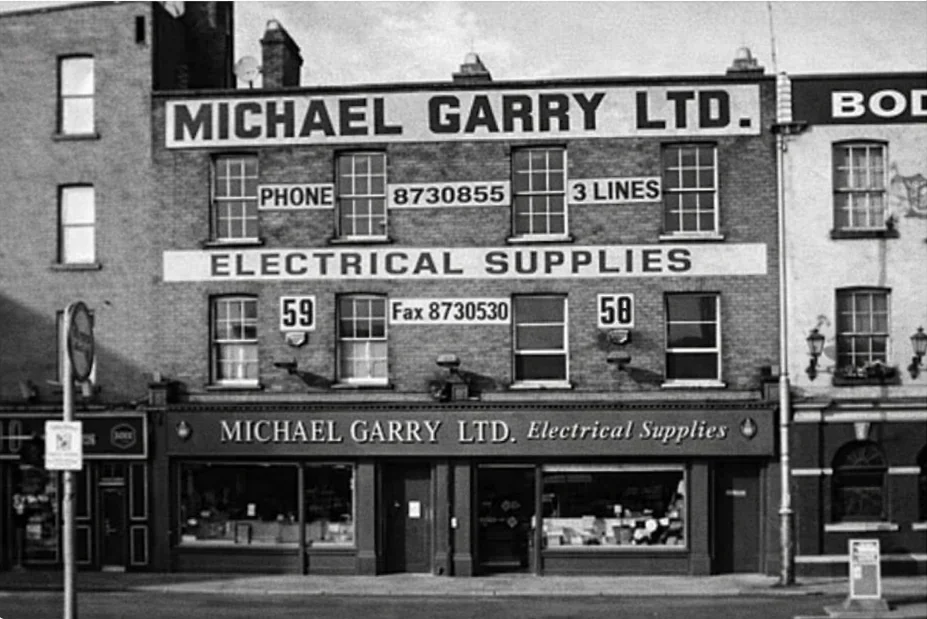 MICHAEL GARRY LTD.
BOD
PHONE 8730855 3 LINES
ELECTRICAL SUPPLIES
59 Fax 8730530 58
MICHAEL GARRY LTD. Electrical Supplies